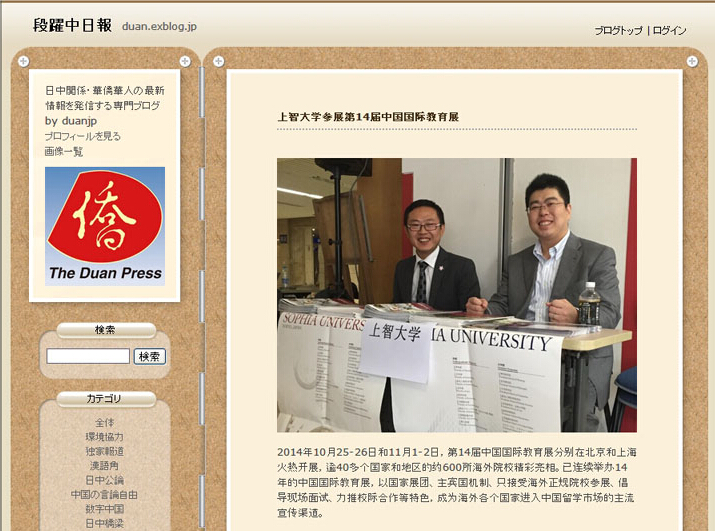 段躍中日報 duan.exblog.jp
ブログトップ | ログイン
日中関係・華僑華人の最新
情報を発信する専門ブログ
by duanjp
プロフィールを見る
画像一覧
僑
The Duan Press
検索
検索
カテゴリ
全体
環境協力
独家報道
漢語角
日中公論
中国の言論自由
数字中国
日中橋梁
上智大学参展第14届中国国际教育展
SOPHIA UNIVERS
上智大学
IA UNIVERSITY
2014年10月25-26日和11月1-2日，第14届中国国际教育展分别在北京和上海
火热开展，逾40多个国家和地区的约600所海外院校精彩亮相。已连续举办14
年的中国国际教育展，以国家展团、主宾国机制、只接受海外正规院校参展、倡
导现场面试、力推校际合作等特色，成为海外各个国家进入中国留学市场的主流
宣传渠道。